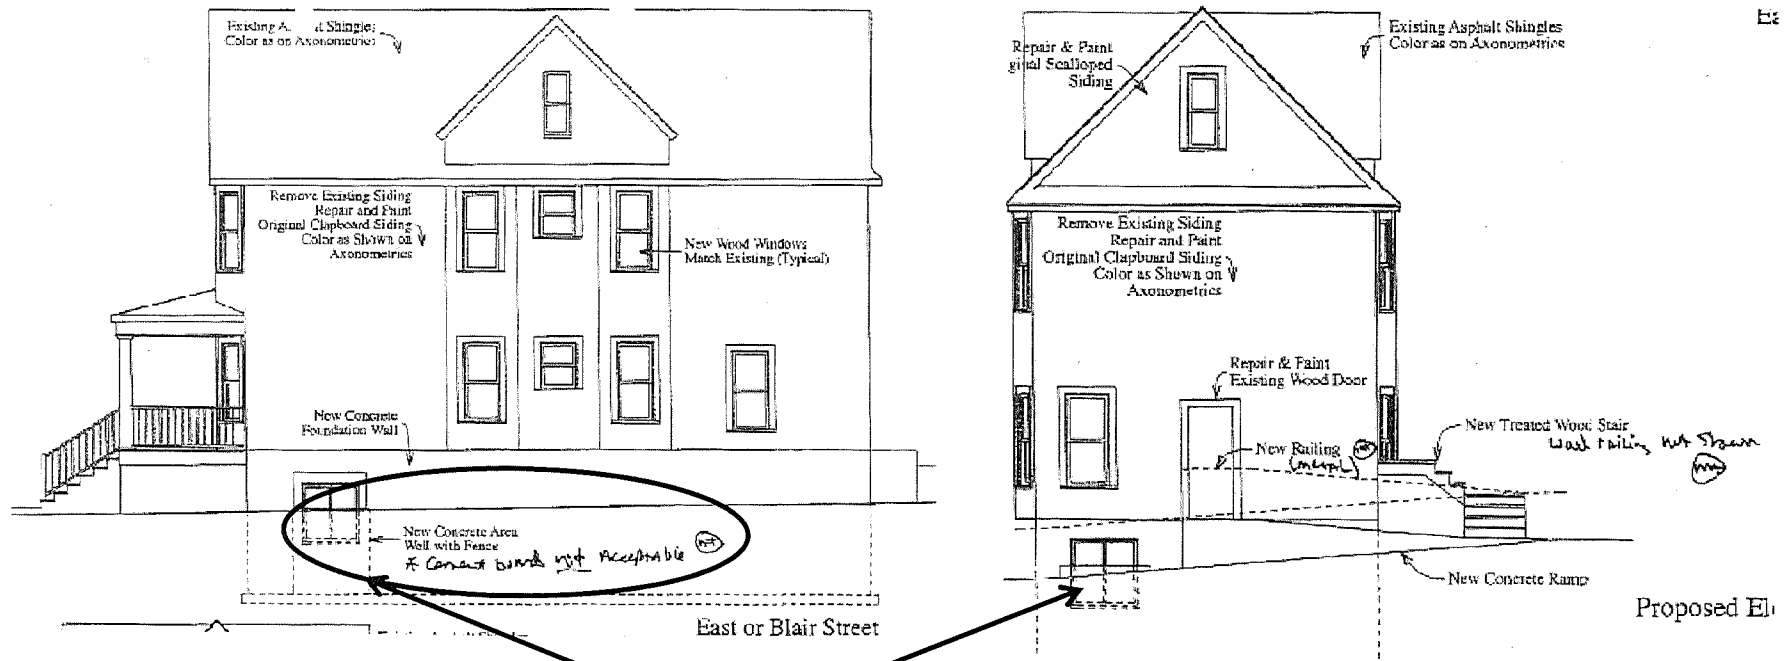 Existing A
lt Shingles
Color as on Axonometrics
Remove Existing Siding
Repair and Paint
Original Clapboard Siding
Color as Shown on
Axonometrics
New Wood Windows
Match Existing (Typical)
New Concrete
Foundation Wall
New Concrete Area
Well with Fence
* Cement boards not Acceptable
East or Blair Street
Repair & Paint
ginal Scalloped
Siding
Existing Asphalt Shingles
Color as on Axonometrics
Remove Existing Siding
Repair and Paint
Original Clapboard Siding
Color as Shown on
Axonometrics
Repair & Paint
Existing Wood Door
New Railing
New Treated Wood Stair
railing not shown
New Concrete Ramp
Proposed El